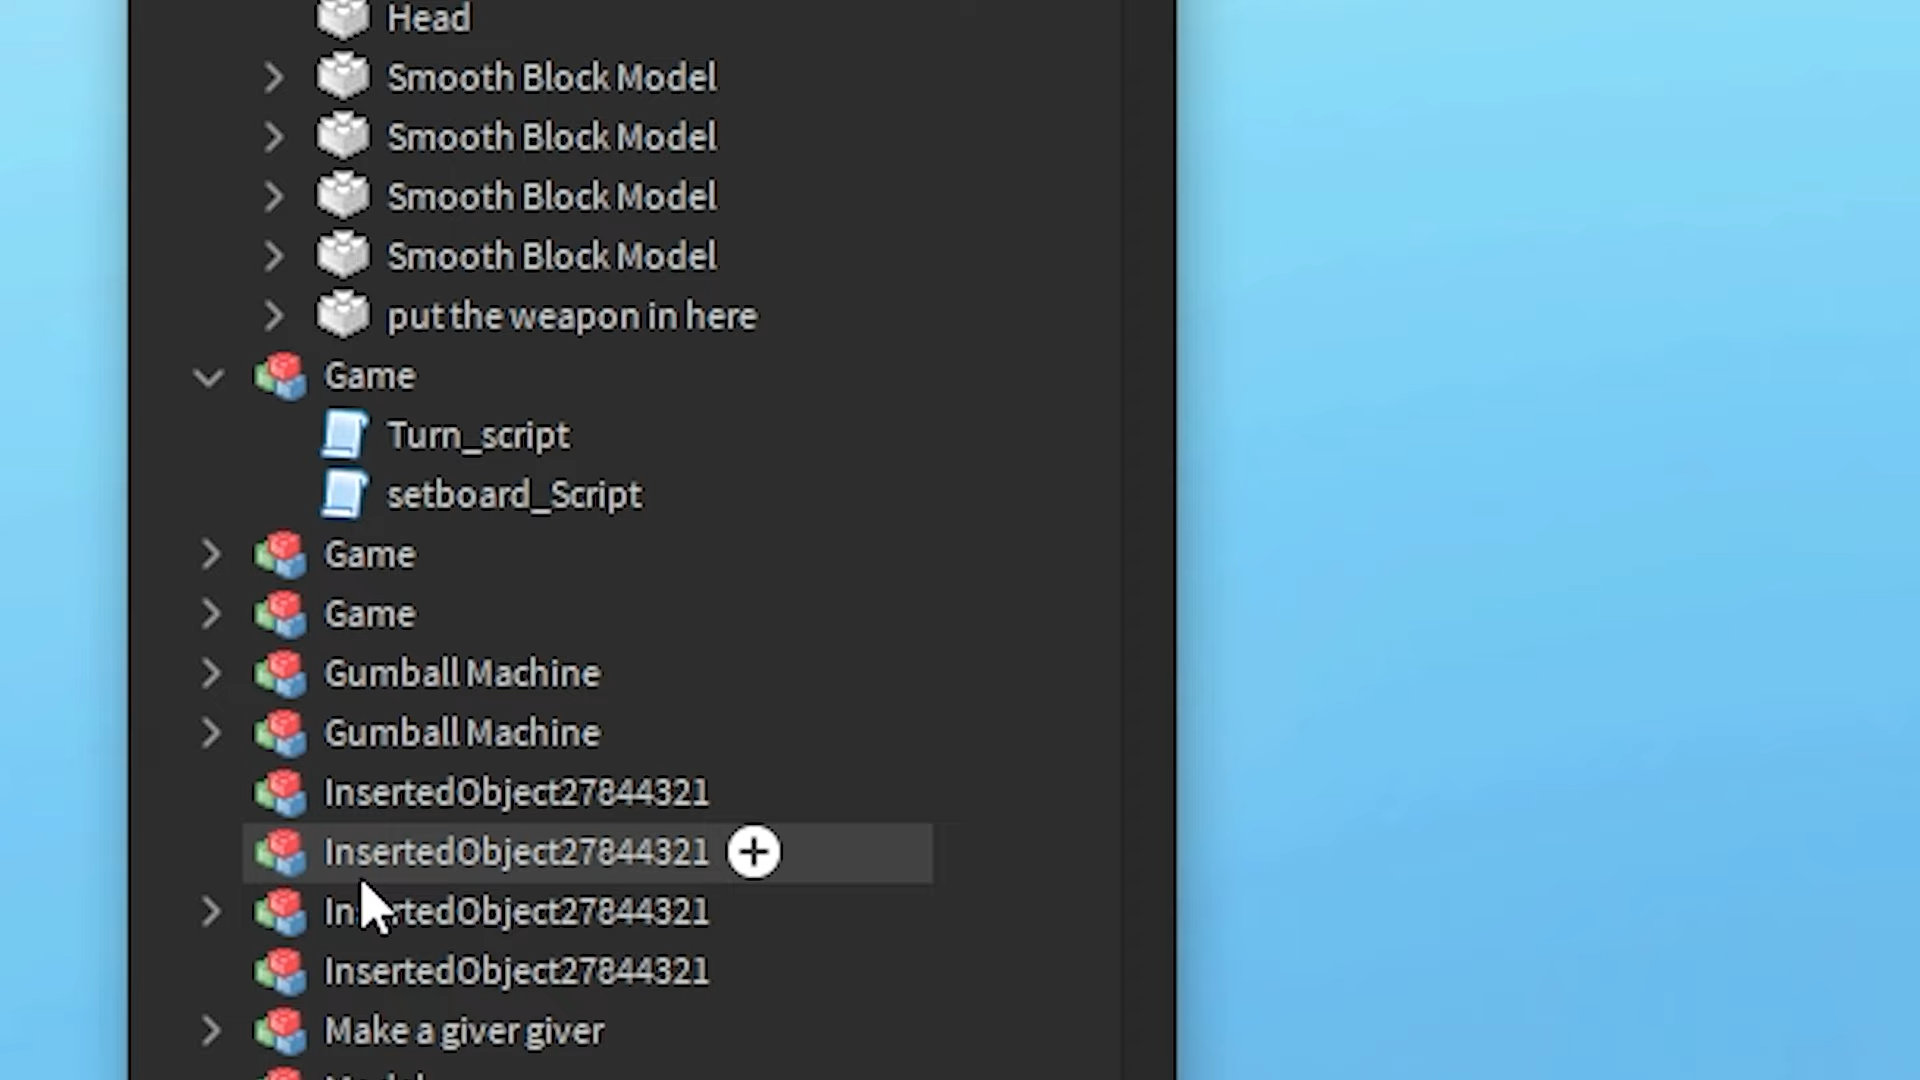 Head
Smooth Block Model
Smooth Block Model
Smooth Block Model
Smooth Block Model
put the weapon in here
Game
Turn_script
setboard_Script
Game
Game
Gumball Machine
Gumball Machine
InsertedObject27844321
InsertedObject27844321
InsertedObject27844321
InsertedObject27844321
Make a giver giver